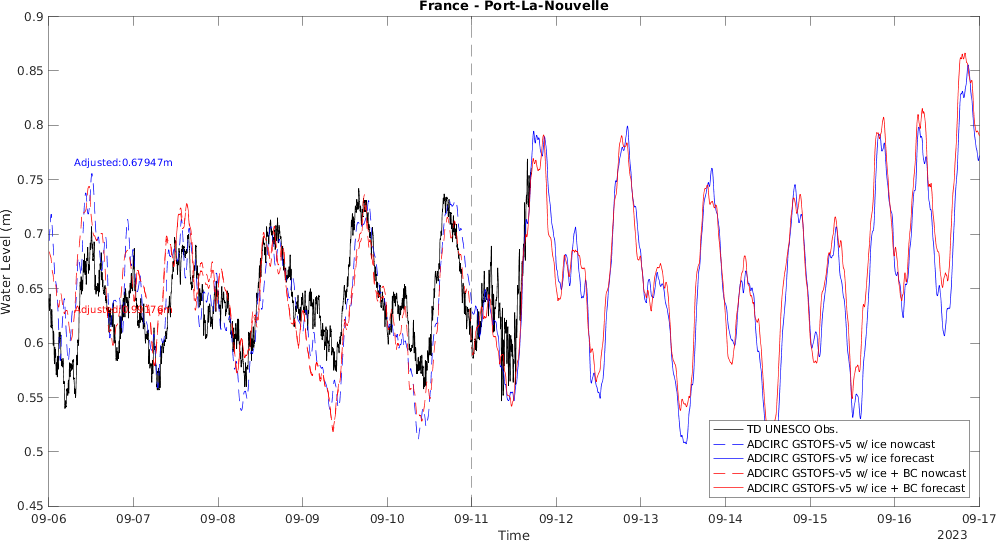 France - Port-La-Nouvelle
0.9
0.85
0.8
0.75
0.7
0.65
0.6
0.55
0.5
0.45
Water Level (m)
Adjusted:0.67947m
TD UNESCO Obs.
ADCIRC GSTOFS-v5 w/ ice nowcast
ADCIRC GSTOFS-v5 w/ ice forecast
ADCIRC GSTOFS-v5 w/ ice + BC nowcast
ADCIRC GSTOFS-v5 w/ ice + BC forecast
09-06 09-07 09-08 09-09 09-10 09-11 09-12 09-13 09-14 09-15 09-16 09-17
Time
2023